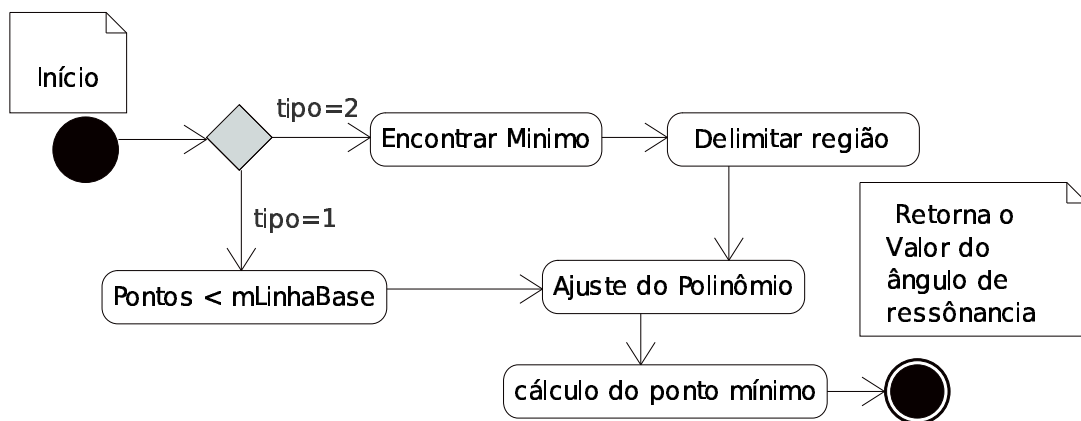 Início
tipo=2
Encontrar Minimo
Delimitar região
tipo=1
Pontos < mLinhaBase
Ajuste do Polinômio
cálculo do ponto mínimo
Retorna o
Valor do
ângulo de
ressônancia